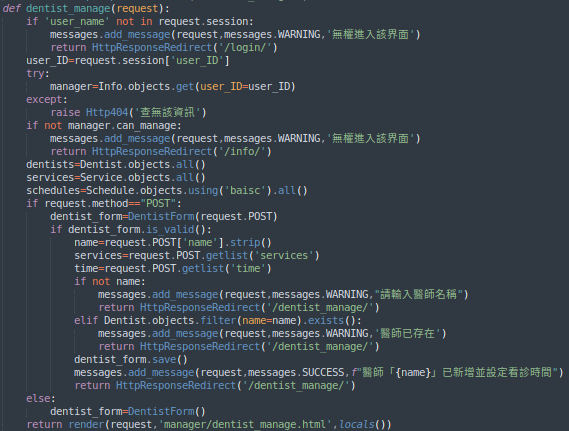 def dentist_manage(request):
    if 'user_name' not in request.session:
        messages.add_message(request,messages.WARNING,'無權進入該界面')
        return HttpResponseRedirect('/login/')
    user_ID=request.session['user_ID']
    try:
        manager=Info.objects.get(user_ID=user_ID)
    except:
        raise Http404('查無該資訊')
    if not manager.can_manage:
        messages.add_message(request,messages.WARNING,'無權進入該界面')
        return HttpResponseRedirect('/info/')
    dentists=Dentist.objects.all()
    services=Service.objects.all()
    schedules=Schedule.objects.using('baisc').all()
    if request.method=="POST":
        dentist_form=DentistForm(request.POST)
        if dentist_form.is_valid():
            name=request.POST['name'].strip()
            services=request.POST.getlist('services')
            time=request.POST.getlist('time')
            if not name:
                messages.add_message(request,messages.WARNING,"請輸入醫師名稱")
                return HttpResponseRedirect('/dentist_manage/')
            elif Dentist.objects.filter(name=name).exists():
                messages.add_message(request,messages.WARNING,'醫師已存在')
                return HttpResponseRedirect('/dentist_manage/')
            dentist_form.save()
            messages.add_message(request,messages.SUCCESS,f"醫師「{name}」已新增並設定看診時間")
            return HttpResponseRedirect('/dentist_manage/')
    else:
        dentist_form=DentistForm()
    return render(request,'manager/dentist_manage.html',locals())